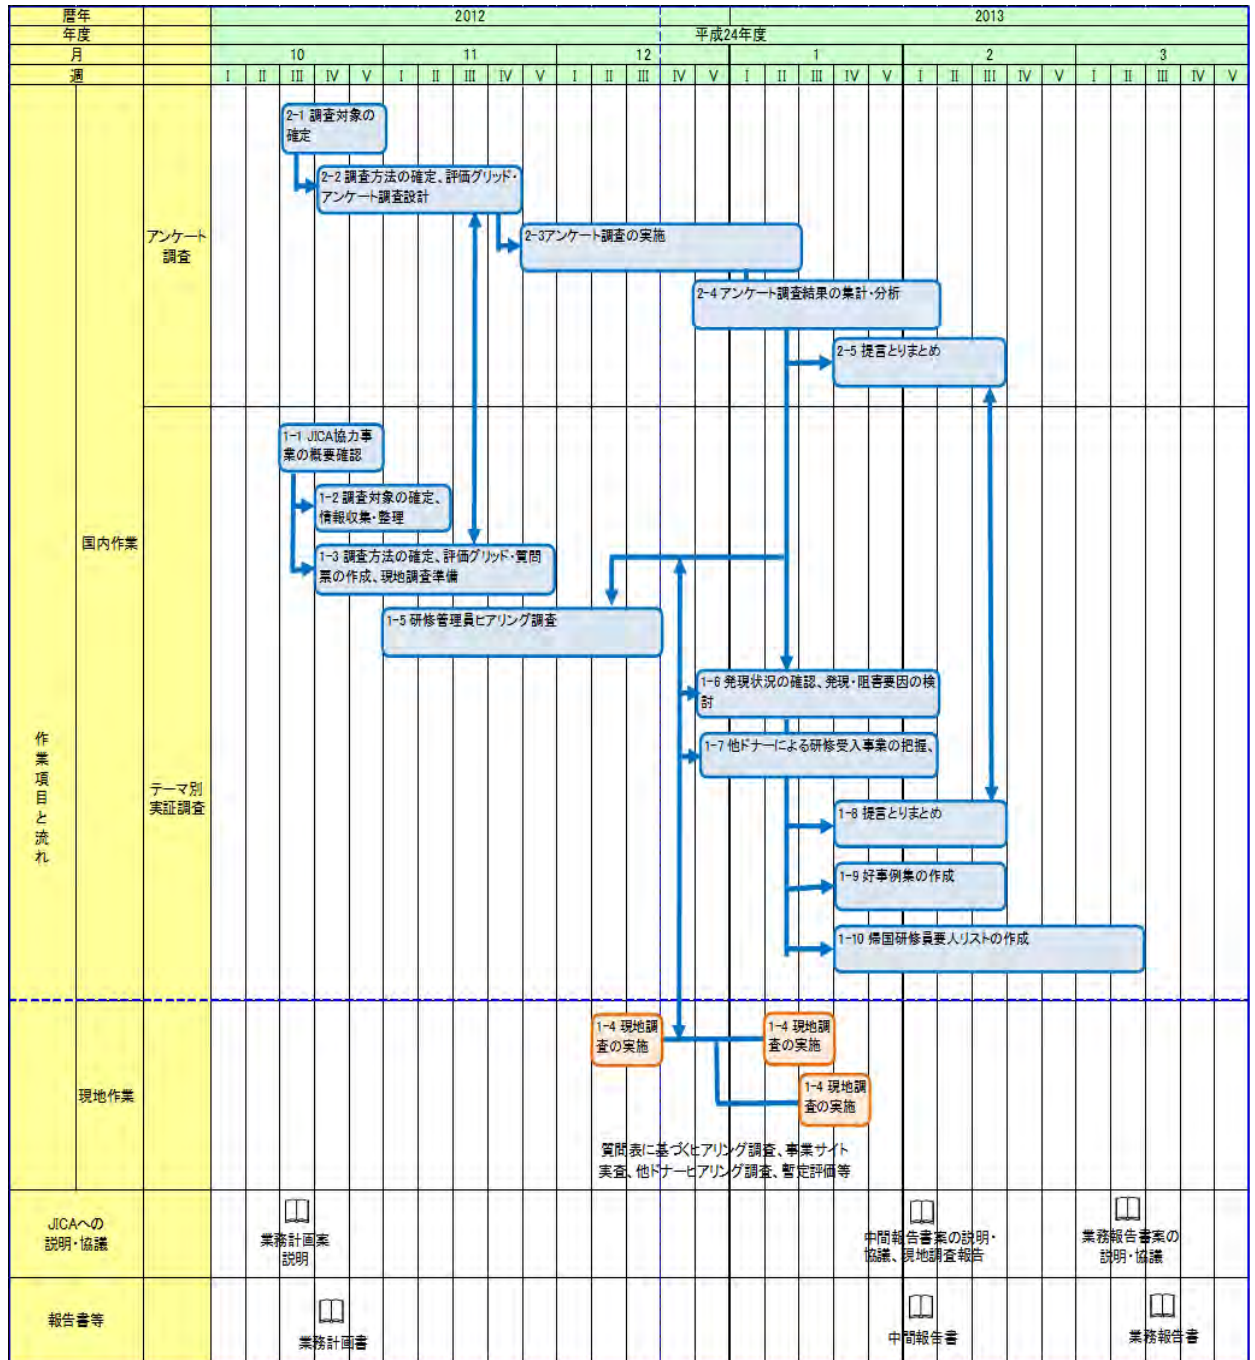 暦年 2012 2013
年度 平成24年度
月 10 11 12 1 2 3
週 I II III IV V I II III IV V I II III IV V I II III IV V I II III IV V I II III IV V
2-1 調査対象の
確定
2-2 調査方法の確定、評価グリッド・
アンケート調査設計
アンケート
調査
2-3アンケート調査の実施
2-4 アンケート調査結果の集計・分析
2-5 提言とりまとめ
作業項目と流れ
国内作業
テーマ別
実証調査
1-1 JICA協力事
業の概要確認
1-2 調査対象の確定、
情報収集・整理
1-3 調査方法の確定、評価グリッド・質問
票の作成、現地調査準備
1-5 研修管理員ヒアリング調査
1-6 発現状況の確認、発現・阻害要因の検
討
1-7 他ドナーによる研修受入事業の把握、
1-8 提言とりまとめ
1-9 好事例集の作成
1-10 帰国研修員要人リストの作成
現地作業
1-4 現地調
査の実施
1-4 現地調
査の実施
1-4 現地調
査の実施
質問表に基づくヒアリング調査、事業サイト
実査、他ドナーヒアリング調査、暫定評価等
JICAへの
説明・協議
業務計画案
説明
中間報告書案の説明・
協議、現地調査報告
業務報告書案の
説明・協議
報告書等
業務計画書
中間報告書
業務報告書